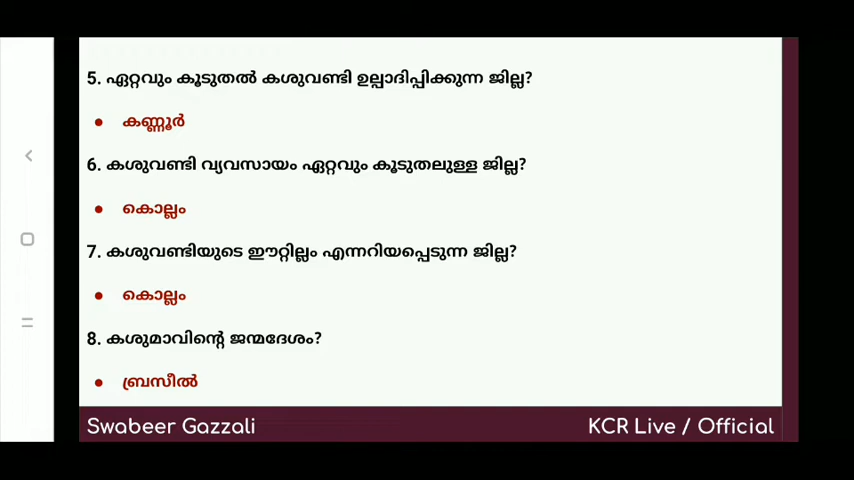 5. ഏറ്റവും കൂടുതൽ കശുവണ്ടി ഉല്പാദിപ്പിക്കുന്ന ജില്ല?
• കണ്ണൂർ
6. കശുവണ്ടി വ്യവസായം ഏറ്റവും കൂടുതലുള്ള ജില്ല?
• കൊല്ലം
7. കശുവണ്ടിയുടെ ഈറ്റില്ലം എന്നറിയപ്പെടുന്ന ജില്ല?
• കൊല്ലം
8. കശുമാവിന്റെ ജന്മദേശം?
• ബ്രസീൽ
Swabeer Gazzali KCR Live / Official